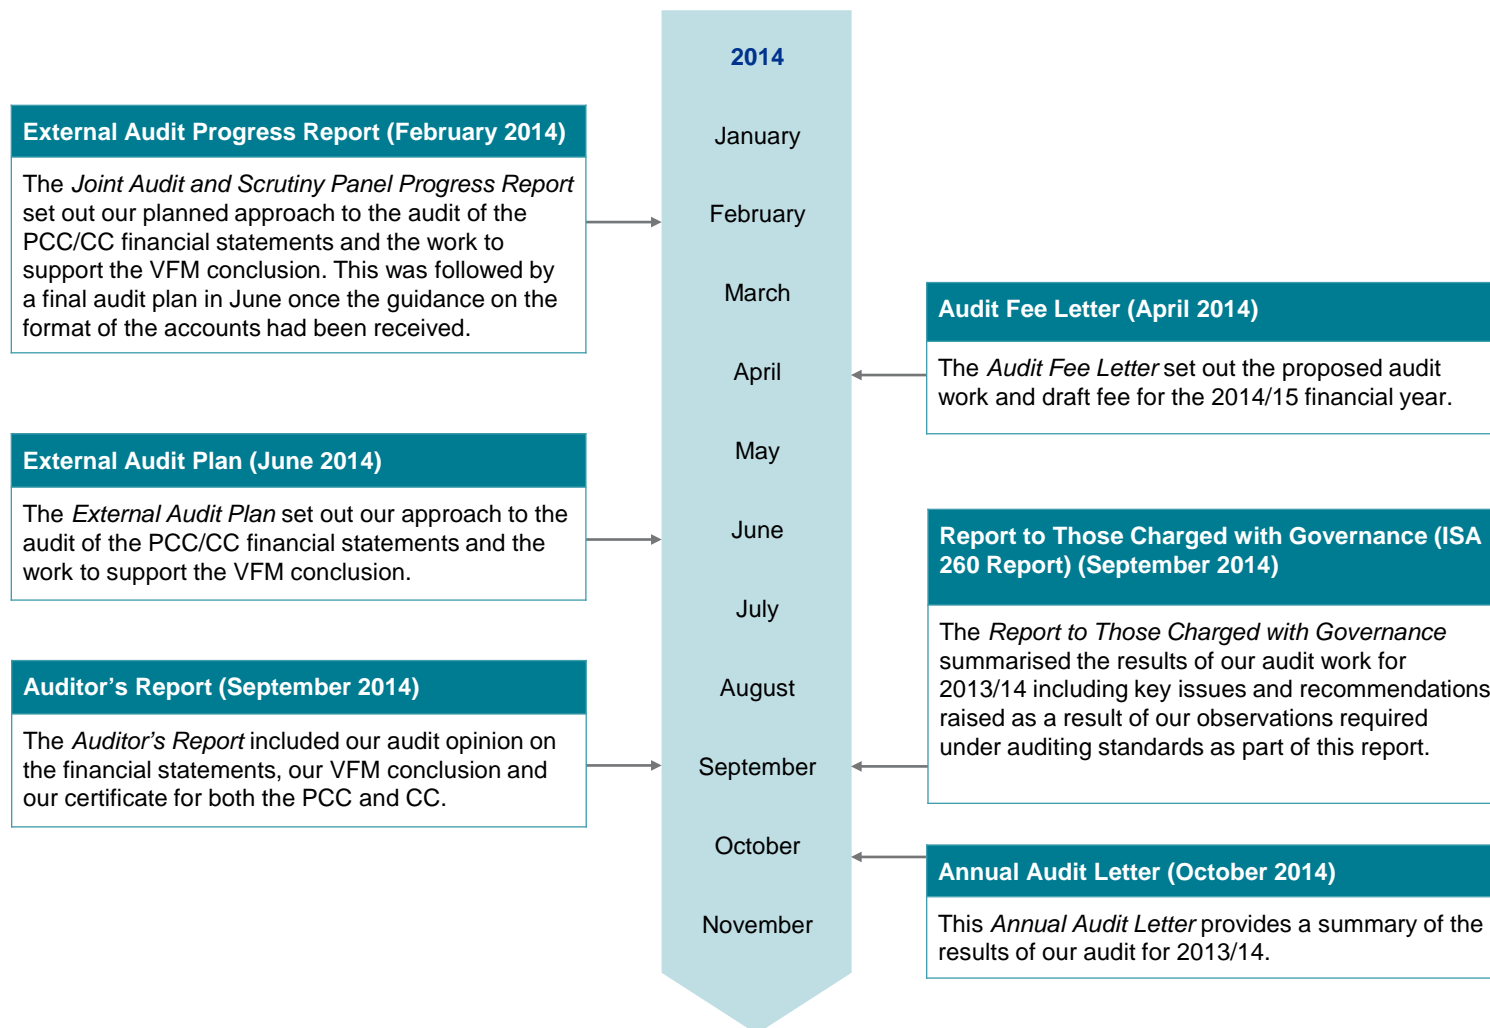 2014
January
February
March
April
May
June
July
August
September
October
November
External Audit Progress Report (February 2014)
The Joint Audit and Scrutiny Panel Progress Report
set out our planned approach to the audit of the
PCC/CC financial statements and the work to
support the VFM conclusion. This was followed by
a final audit plan in June once the guidance on the
format of the accounts had been received.
External Audit Plan (June 2014)
The External Audit Plan set out our approach to the
audit of the PCC/CC financial statements and the
work to support the VFM conclusion.
Auditor’s Report (September 2014)
The Auditor’s Report included our audit opinion on
the financial statements, our VFM conclusion and
our certificate for both the PCC and CC.
Audit Fee Letter (April 2014)
The Audit Fee Letter set out the proposed audit
work and draft fee for the 2014/15 financial year.
Report to Those Charged with Governance (ISA
260 Report) (September 2014)
The Report to Those Charged with Governance
summarised the results of our audit work for
2013/14 including key issues and recommendations
raised as a result of our observations required
under auditing standards as part of this report.
Annual Audit Letter (October 2014)
This Annual Audit Letter provides a summary of the
results of our audit for 2013/14.